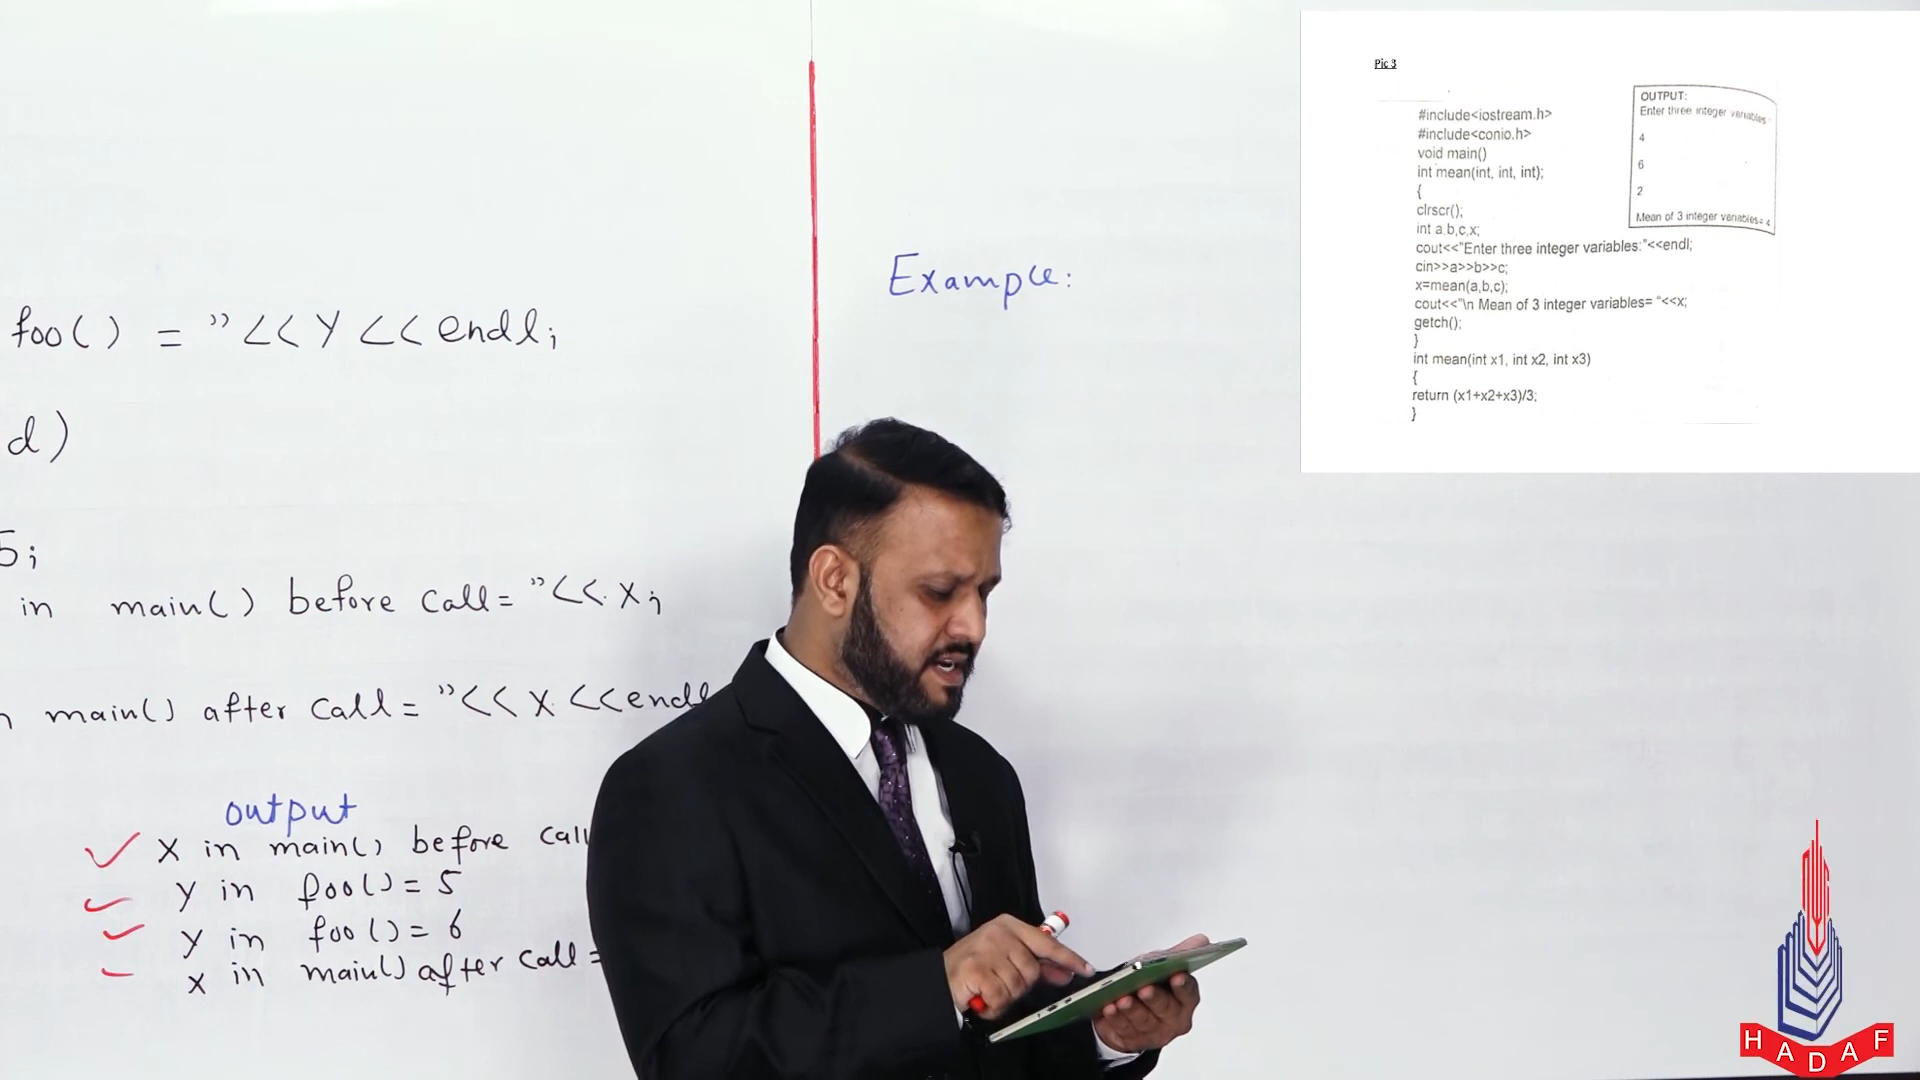 foo() = "<< y << endl;
d)
5;
in main() before call = "<< x;
main() after call = "<< x << endl
output
x in main() before call
y in foo() = 5
y in foo() = 6
x in main() after call =
Example:
Pic 3
#include<iostream.h>
#include<conio.h>
void main()
int mean(int, int, int);
{
clrscr();
int a,b,c,x;
cout<<"Enter three integer variables:"<<endl;
cin>>a>>b>>c;
x=mean(a,b,c);
cout<<"\n Mean of 3 integer variables= "<<x;
getch();
}
int mean(int x1, int x2, int x3)
{
return (x1+x2+x3)/3;
}
OUTPUT:
Enter three integer variables:
4
6
2
Mean of 3 integer variables= 4
HADAF